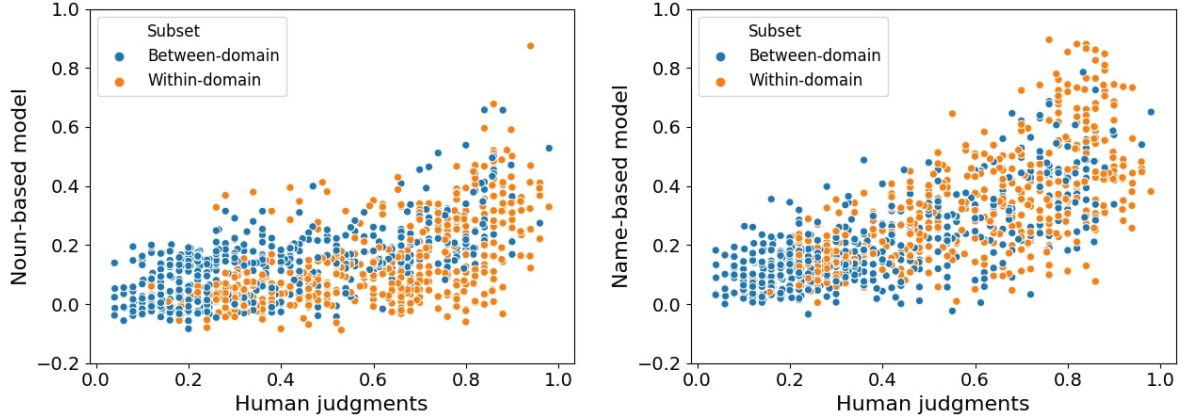 1.0
0.8
0.6
0.4
0.2
0.0
−0.2
Noun-based model
Subset
Between-domain
Within-domain
0.0 0.2 0.4 0.6 0.8 1.0
Human judgments
1.0
0.8
0.6
0.4
0.2
0.0
−0.2
Name-based model
Subset
Between-domain
Within-domain
0.0 0.2 0.4 0.6 0.8 1.0
Human judgments